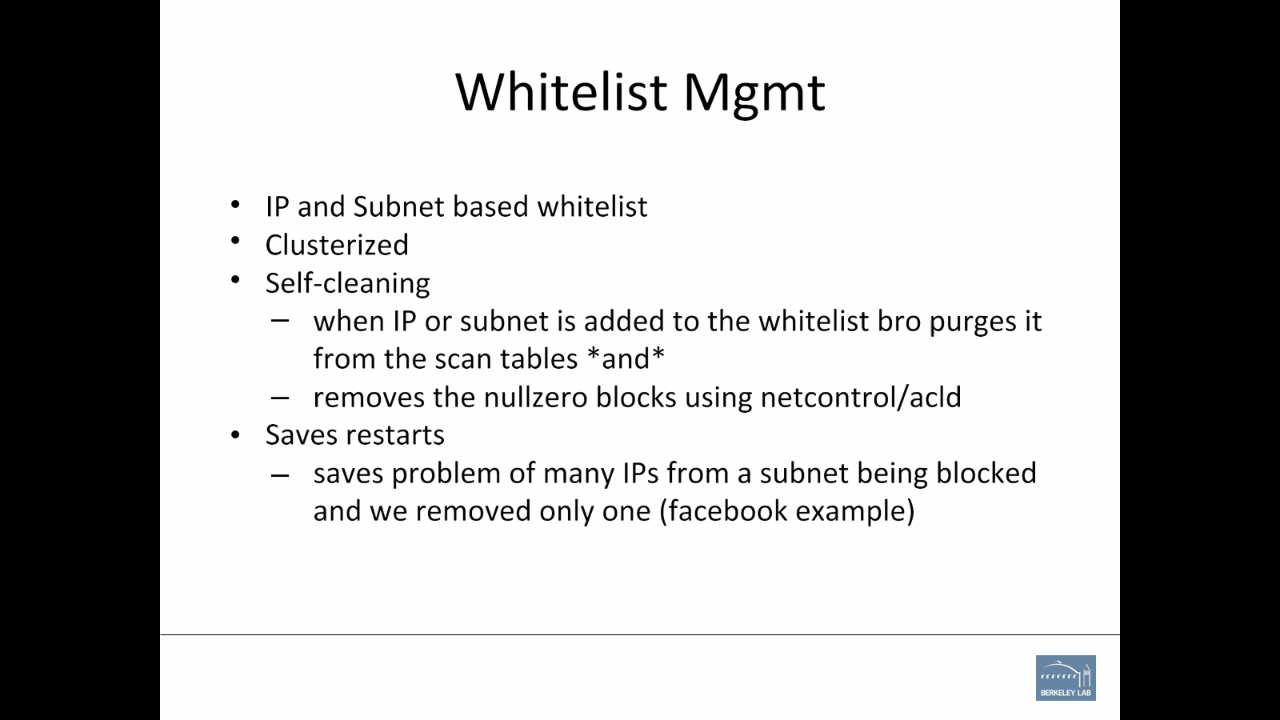 Whitelist Mgmt
• IP and Subnet based whitelist
• Clusterized
• Self-cleaning
– when IP or subnet is added to the whitelist bro purges it
from the scan tables *and*
– removes the nullzero blocks using netcontrol/acld
• Saves restarts
– saves problem of many IPs from a subnet being blocked
and we removed only one (facebook example)
BERKELEY LAB